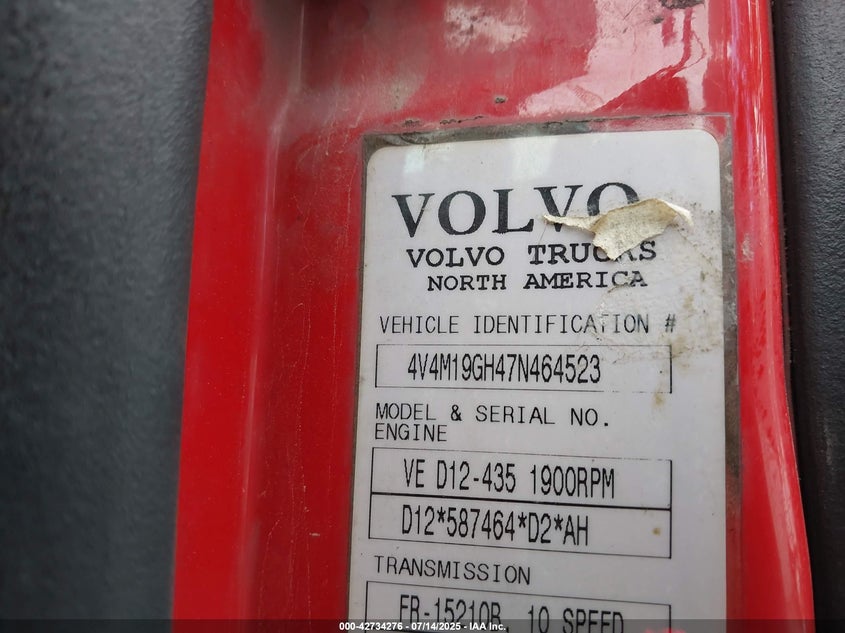 VOLVO
VOLVO TRUCKS
NORTH AMERICA
VEHICLE IDENTIFICATION #
4V4M19GH47N464523
MODEL & SERIAL NO.
ENGINE
VE D12-435 1900RPM
D12*587464*D2*AH
TRANSMISSION
FR-15210B, 10 SPEED
000-42734276 - 07/14/2025 - IAA Inc.